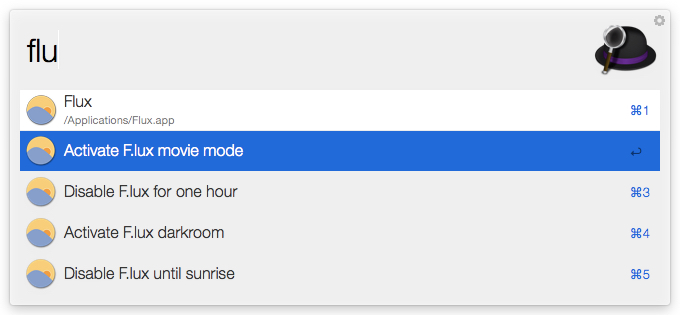 flu
Flux
/Applications/Flux.app
⌘1
Activate F.lux movie mode
↩
Disable F.lux for one hour
⌘3
Activate F.lux darkroom
⌘4
Disable F.lux until sunrise
⌘5